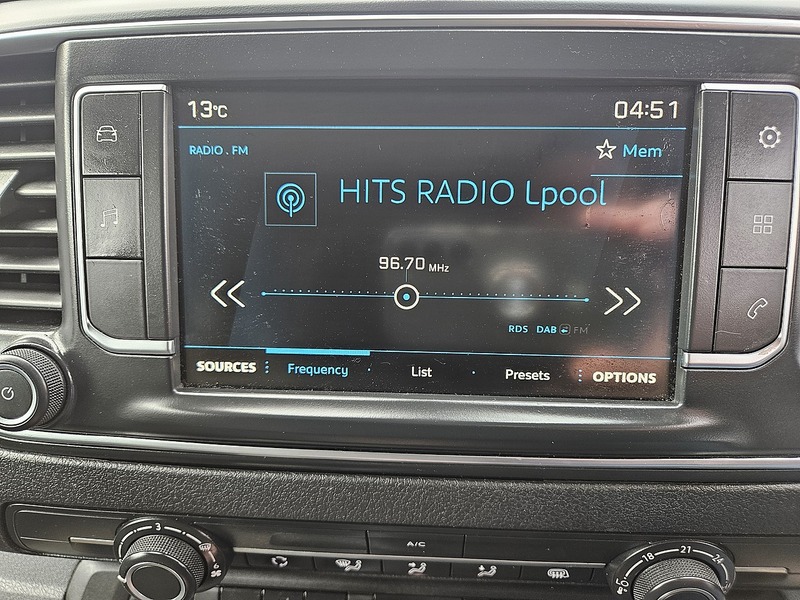 13°C 04:51
RADIO . FM ☆ Mem
HITS RADIO Lpool
96.70 MHz
RDS DAB FM
SOURCES Frequency List Presets OPTIONS
A/C
3
18 21 24